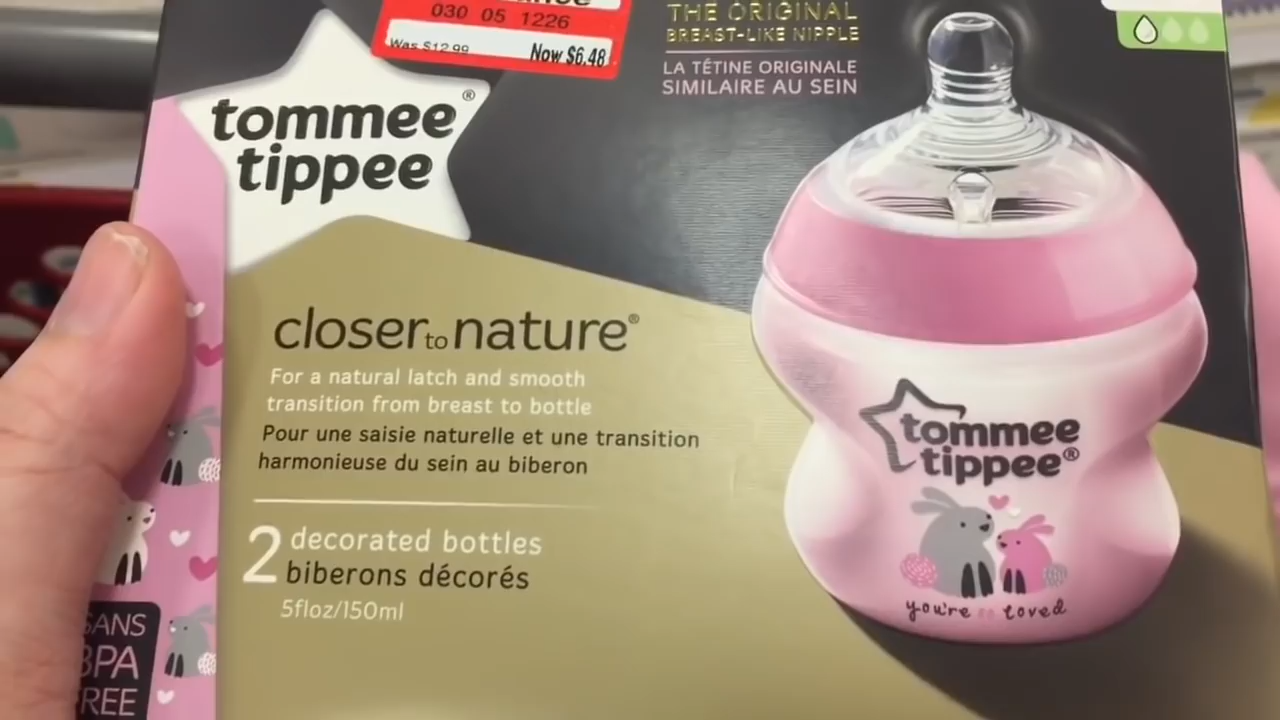 030 05 1226
Was $12.99
Now $6.48
THE ORIGINAL
BREAST-LIKE NIPPLE
LA TÉTINE ORIGINALE
SIMILAIRE AU SEIN
tommee
tippee
closer to nature®
For a natural latch and smooth
transition from breast to bottle
Pour une saisie naturelle et une transition
harmonieuse du sein au biberon
2 decorated bottles
biberons décorés
5floz/150ml
tommee
tippee®
you're so loved
SANS
BPA
FREE